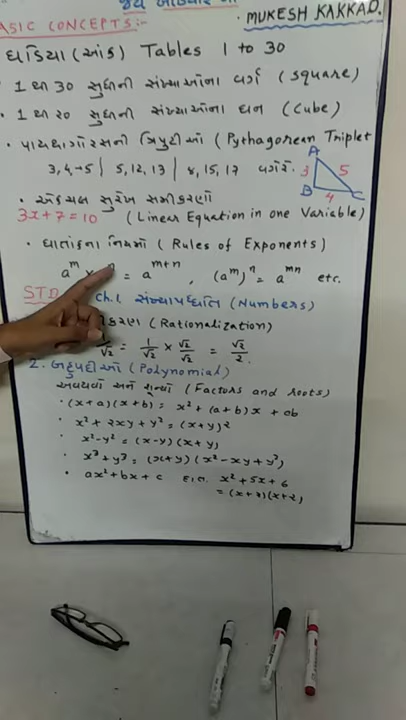 MUKESH KAKKAD.
ASIC CONCEPTS:-
ઘડિયા (આંક) Tables 1 to 30
1 થી 30 સુધીની સંખ્યાઓના વર્ગ (Square)
1 થી 20 સુધીની સંખ્યાઓના ઘન (Cube)
પાયથાગોરસની ત્રિપુટીઓ (Pythagorean Triplet
3, 4, 5 | 5, 12, 13 | 8, 15, 17 વગેરે.
A 3 5 B 4 C
એકચલ સુરેખ સમીકરણો
3x + 7 = 10 (Linear Equation in one Variable)
ઘાતાંકના નિયમો (Rules of Exponents)
a^m × n = a^m+n , (a^m)^n = a^mn etc.
STD Ch.1. સંખ્યાપદ્ધતિ (Numbers)
કરણ (Rationalization)
/√2 = 1/√2 × √2/√2 = √2/2.
2. બહુપદીઓ (Polynomial)
અવયવો અને શૂન્યો (Factors and roots)
(x+a)(x+b) = x² + (a+b)x + ab
x² + 2xy + y² = (x+y)²
x² - y² = (x-y)(x+y)
x³ + y³ = (x+y)(x² - xy + y²)
ax² + bx + c દા.ત. x² + 5x + 6
= (x+3)(x+2)